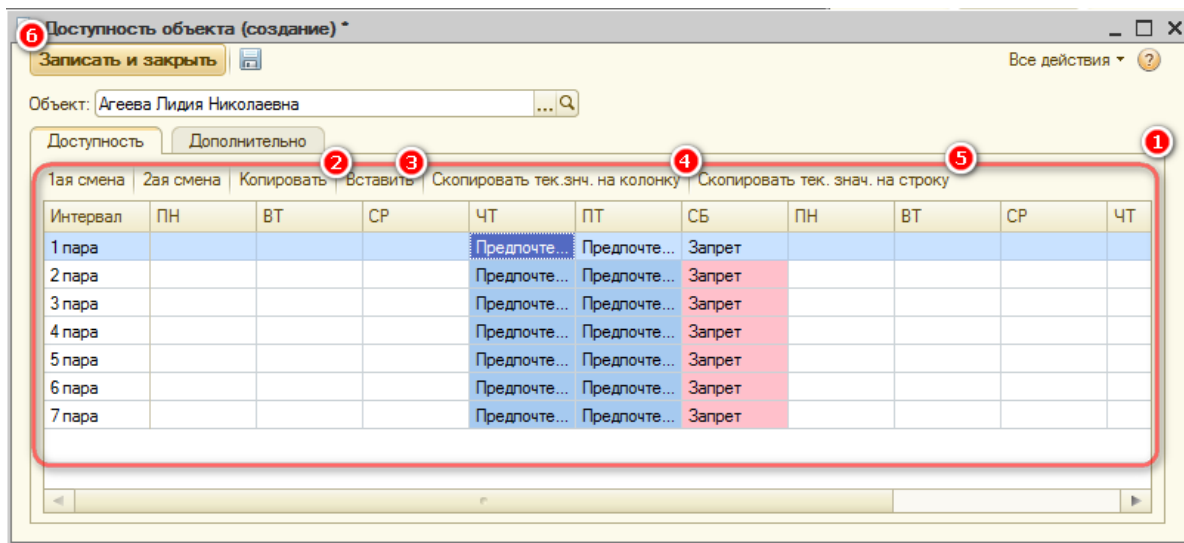 Доступность объекта (создание) *
6
Записать и закрыть Все действия ?
Объект: Агеева Лидия Николаевна ...
Доступность Дополнительно
2 3 4 5 1
1ая смена 2ая смена Копировать Вставить Скопировать тек.знч. на колонку Скопировать тек. знач. на строку
Интервал ПН ВТ СР ЧТ ПТ СБ ПН ВТ СР ЧТ
1 пара Предпочте... Предпочте... Запрет
2 пара Предпочте... Предпочте... Запрет
3 пара Предпочте... Предпочте... Запрет
4 пара Предпочте... Предпочте... Запрет
5 пара Предпочте... Предпочте... Запрет
6 пара Предпочте... Предпочте... Запрет
7 пара Предпочте... Предпочте... Запрет